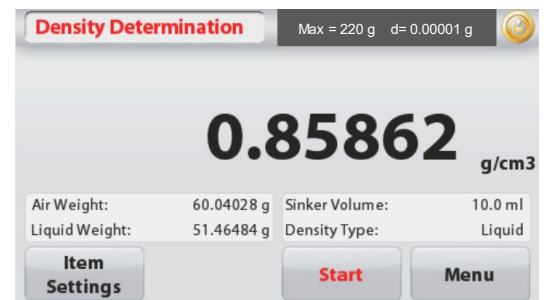 Density Determination Max = 220 g d= 0.00001 g
0.85862 g/cm3
Air Weight: 60.04028 g Sinker Volume: 10.0 ml
Liquid Weight: 51.46484 g Density Type: Liquid
Item Settings Start Menu